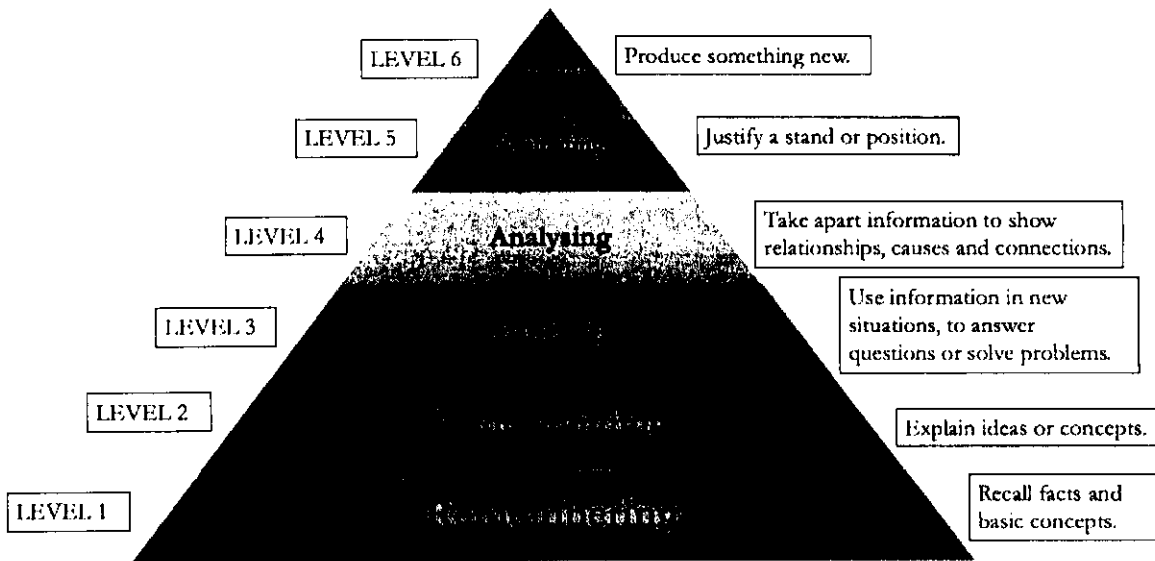 LEVEL 6
Produce something new.
LEVEL 5
Justify a stand or position.
LEVEL 4
Analysing
Take apart information to show
relationships, causes and connections.
LEVEL 3
Use information in new
situations, to answer
questions or solve problems.
LEVEL 2
Explain ideas or concepts.
LEVEL 1
Recall facts and
basic concepts.